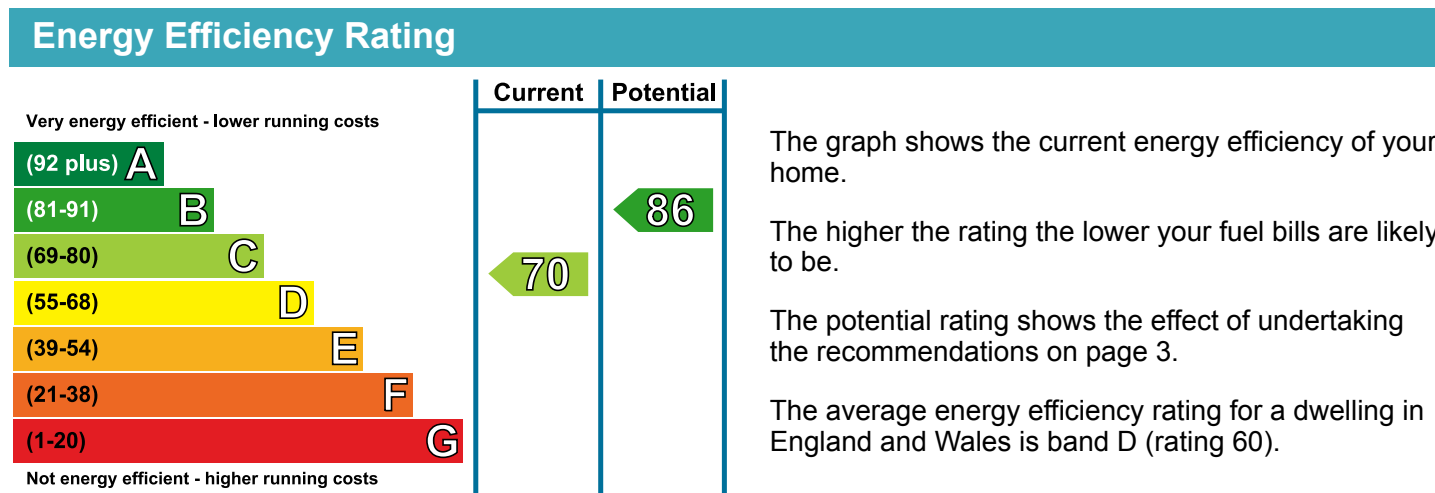 Energy Efficiency Rating
Current Potential
Very energy efficient - lower running costs
(92 plus) A
(81-91) B
86
(69-80) C
70
(55-68) D
(39-54) E
(21-38) F
(1-20) G
Not energy efficient - higher running costs
The graph shows the current energy efficiency of your
home.
The higher the rating the lower your fuel bills are likely
to be.
The potential rating shows the effect of undertaking
the recommendations on page 3.
The average energy efficiency rating for a dwelling in
England and Wales is band D (rating 60).